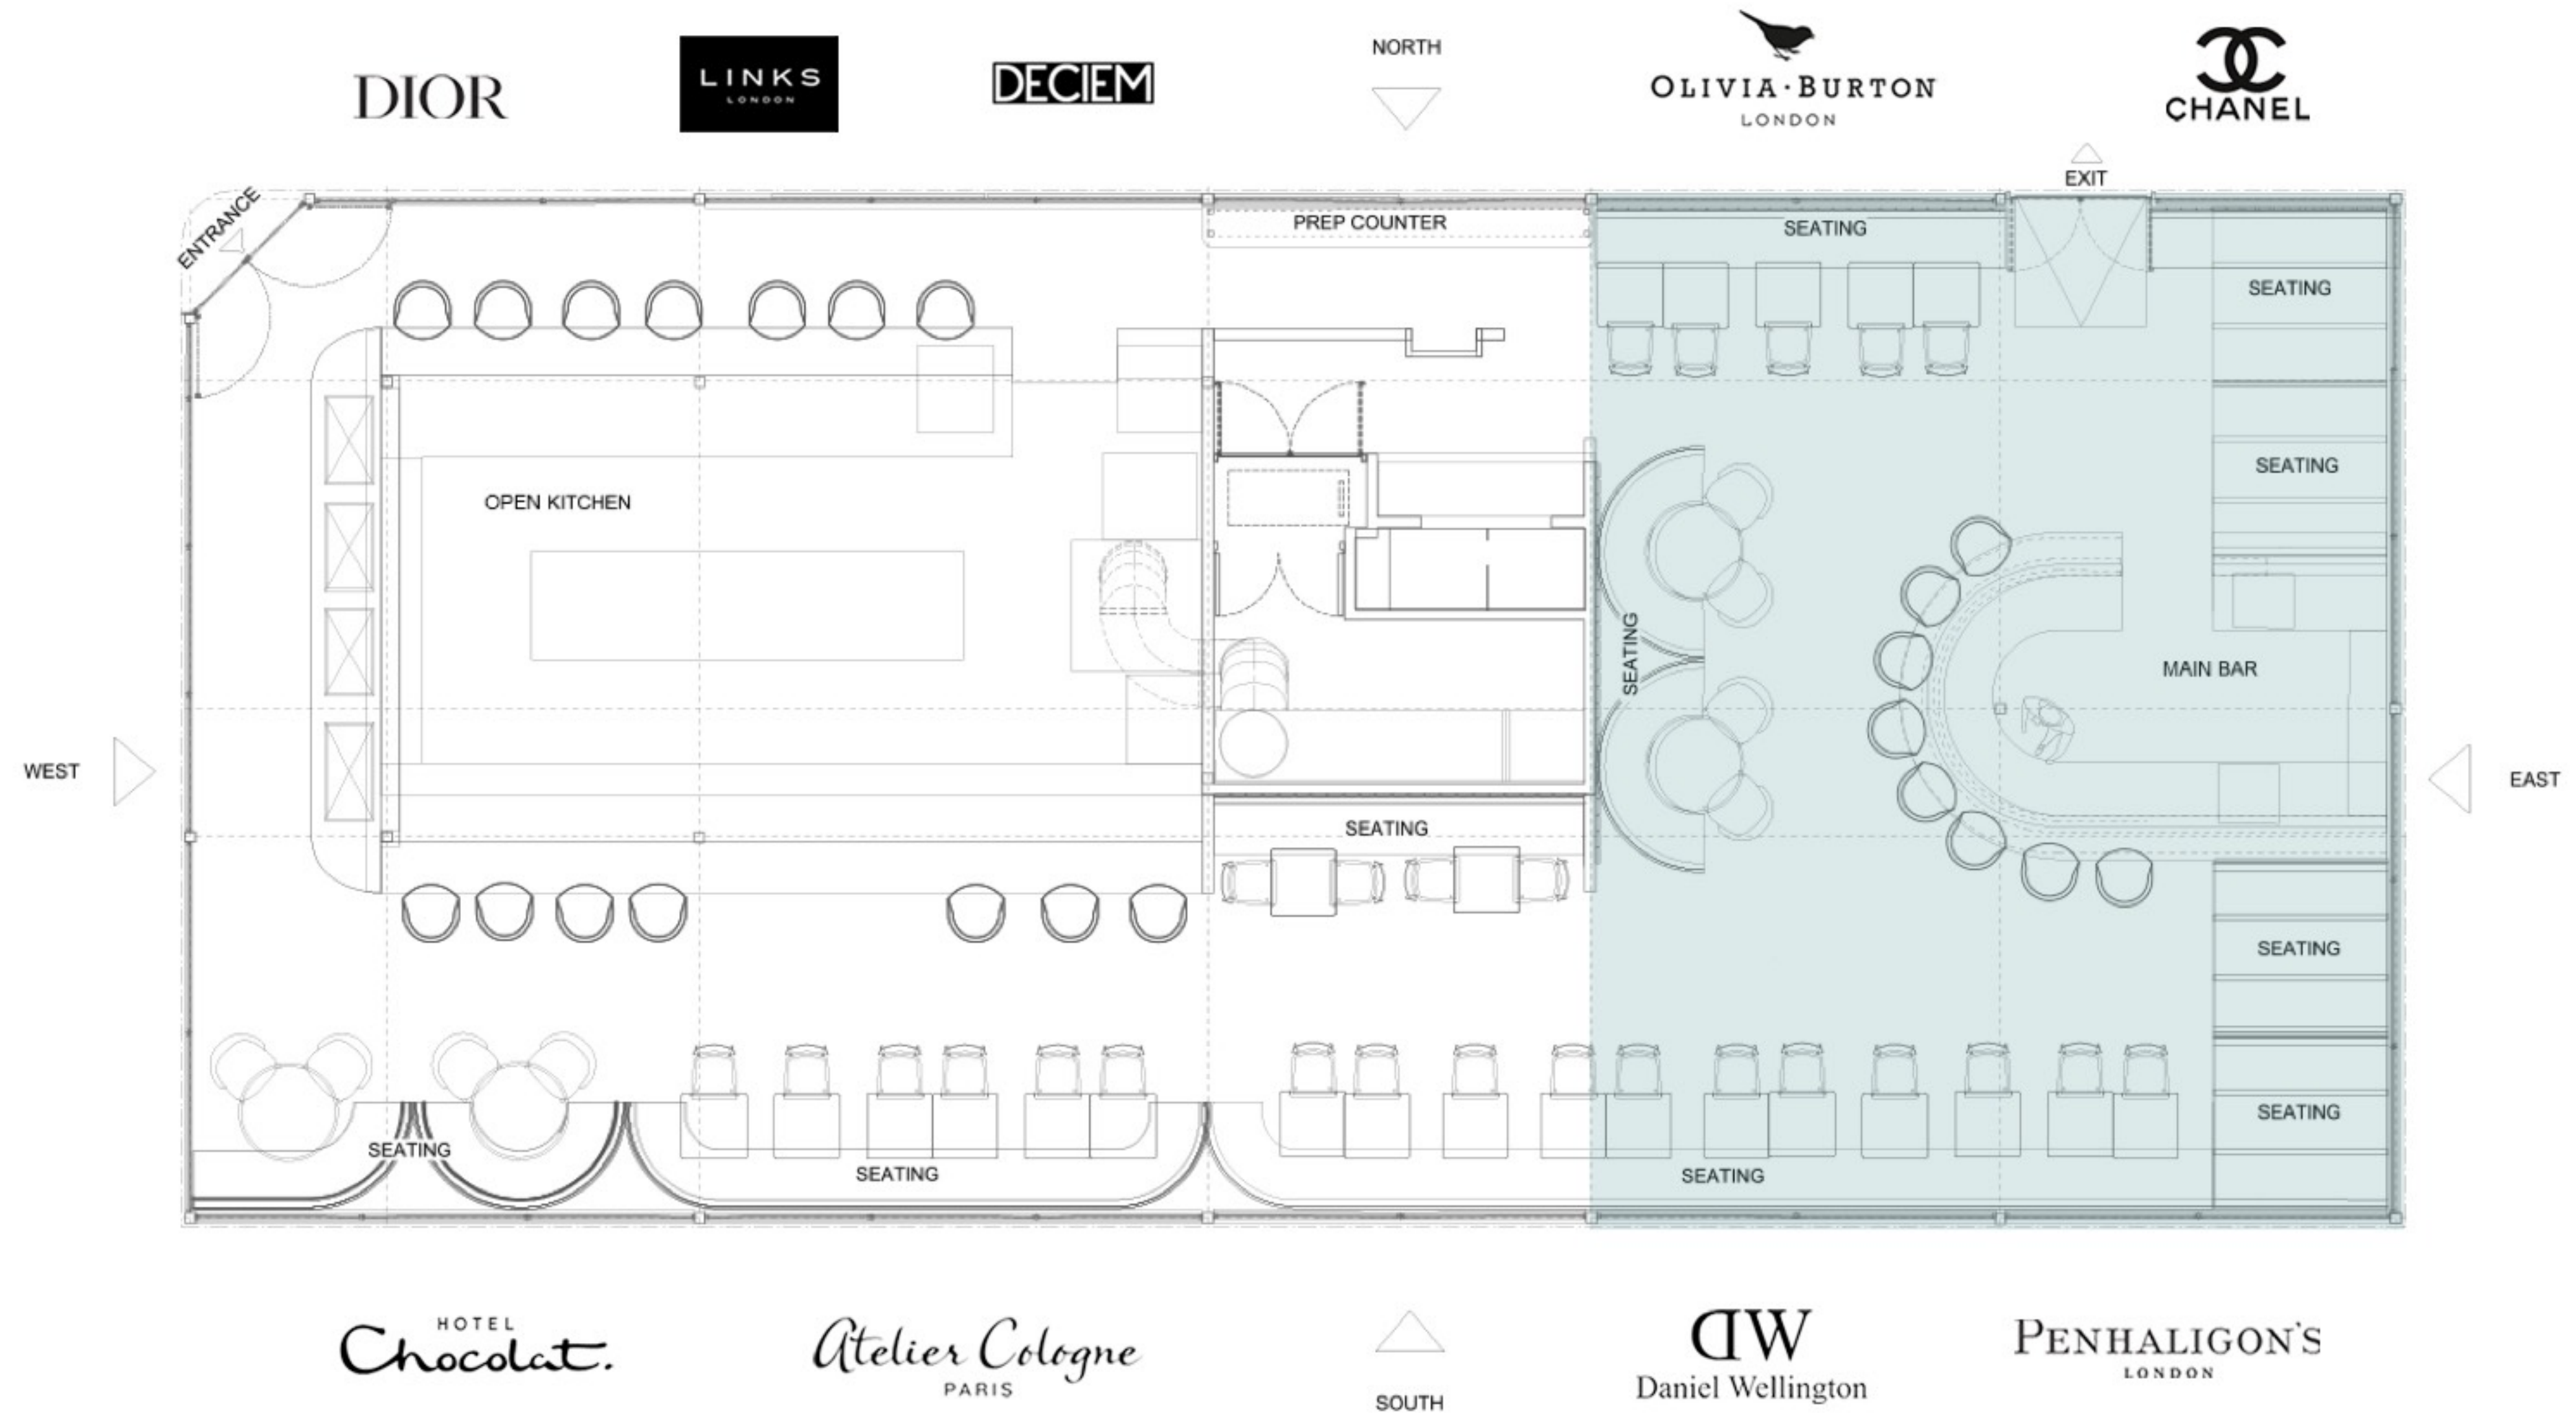 DIOR
LINKS
LONDON
DECIEM
NORTH
OLIVIA·BURTON
LONDON
CHANEL
EXIT
ENTRANCE
PREP COUNTER
SEATING
SEATING
SEATING
OPEN KITCHEN
SEATING
MAIN BAR
WEST
EAST
SEATING
SEATING
SEATING
SEATING
SEATING
SEATING
HOTEL
Chocolat.
Atelier Cologne
PARIS
SOUTH
DW
Daniel Wellington
PENHALIGON'S
LONDON